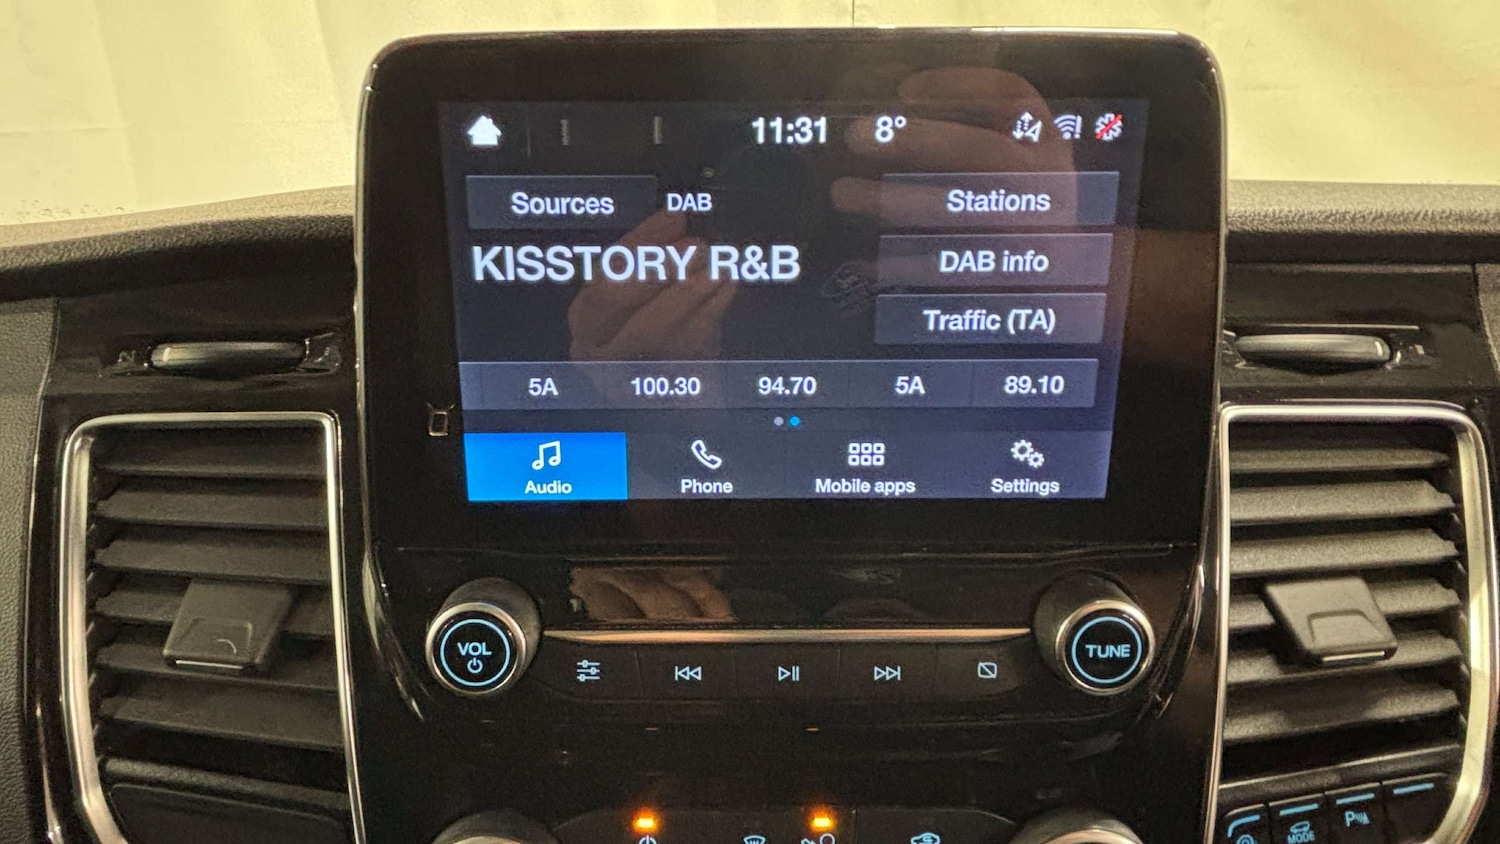 11:31 8°
Sources DAB Stations
KISSTORY R&B DAB info
Traffic (TA)
5A 100.30 94.70 5A 89.10
Audio Phone Mobile apps Settings
VOL TUNE
MODE
P